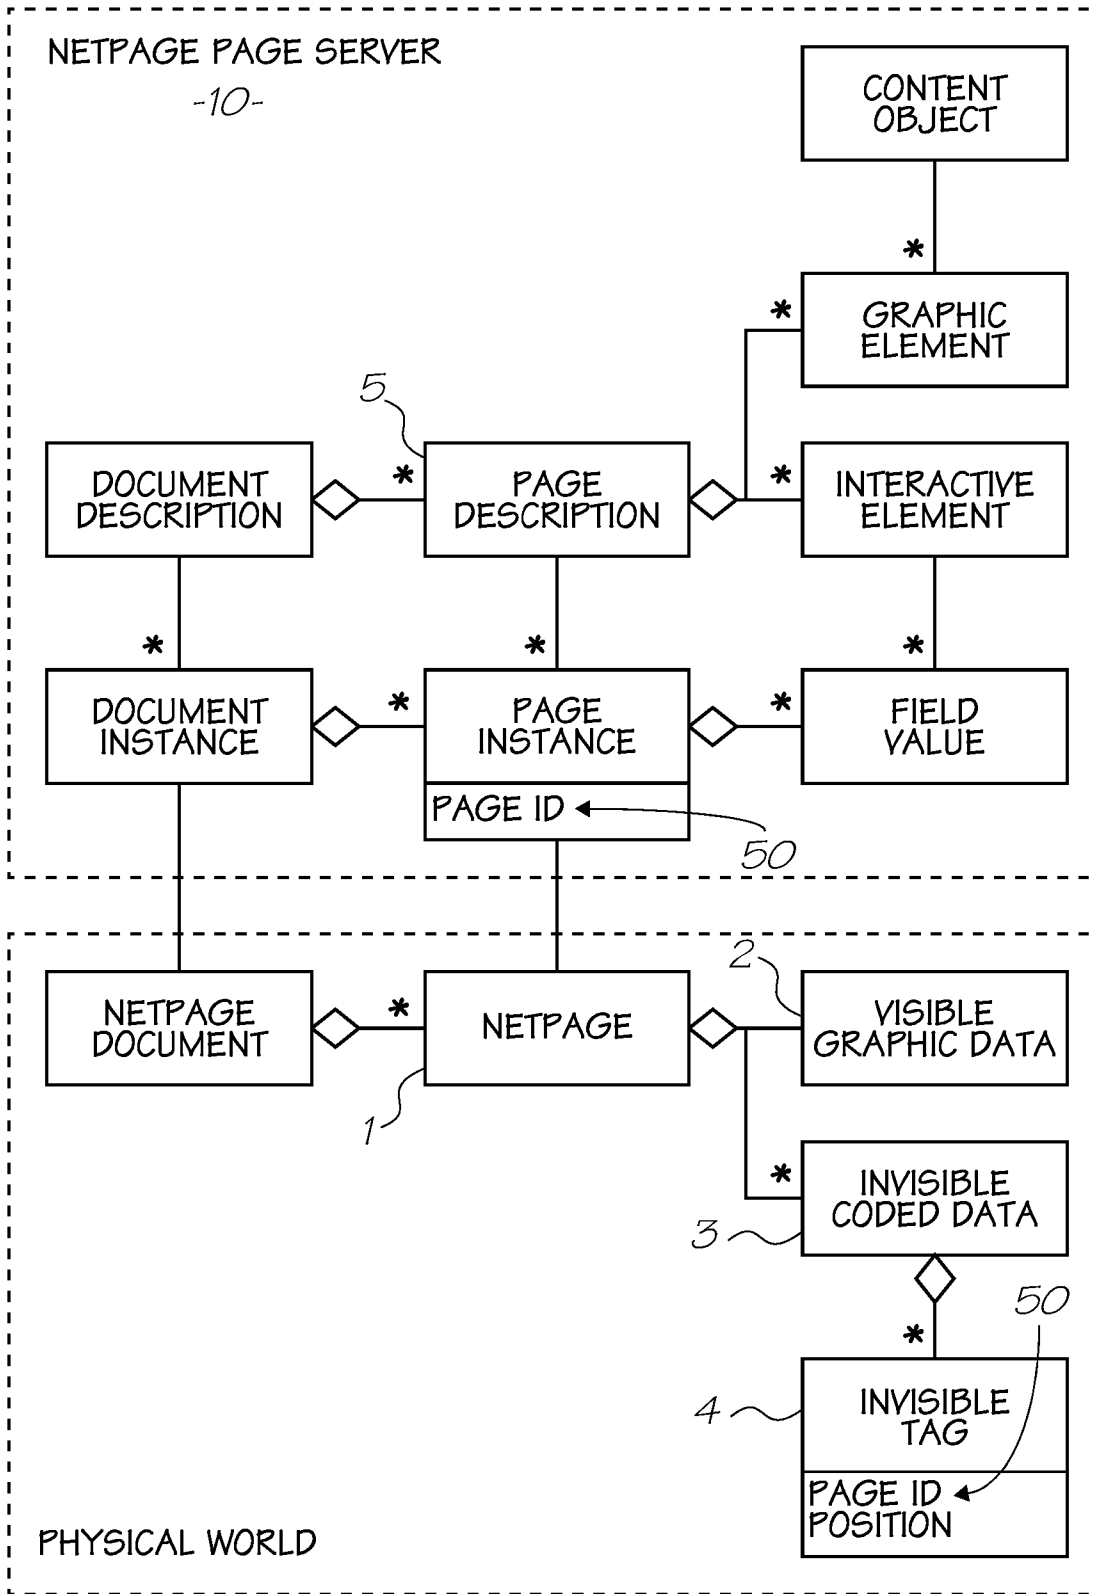 NETPAGE PAGE SERVER
-10-
CONTENT
OBJECT
*
*
GRAPHIC
ELEMENT
5
DOCUMENT
DESCRIPTION
*
PAGE
DESCRIPTION
*
INTERACTIVE
ELEMENT
*
*
*
DOCUMENT
INSTANCE
*
PAGE
INSTANCE
*
FIELD
VALUE
PAGE ID
50
2
NETPAGE
DOCUMENT
*
NETPAGE
VISIBLE
GRAPHIC DATA
1
*
INVISIBLE
CODED DATA
3
50
*
4
INVISIBLE
TAG
PAGE ID
POSITION
PHYSICAL WORLD